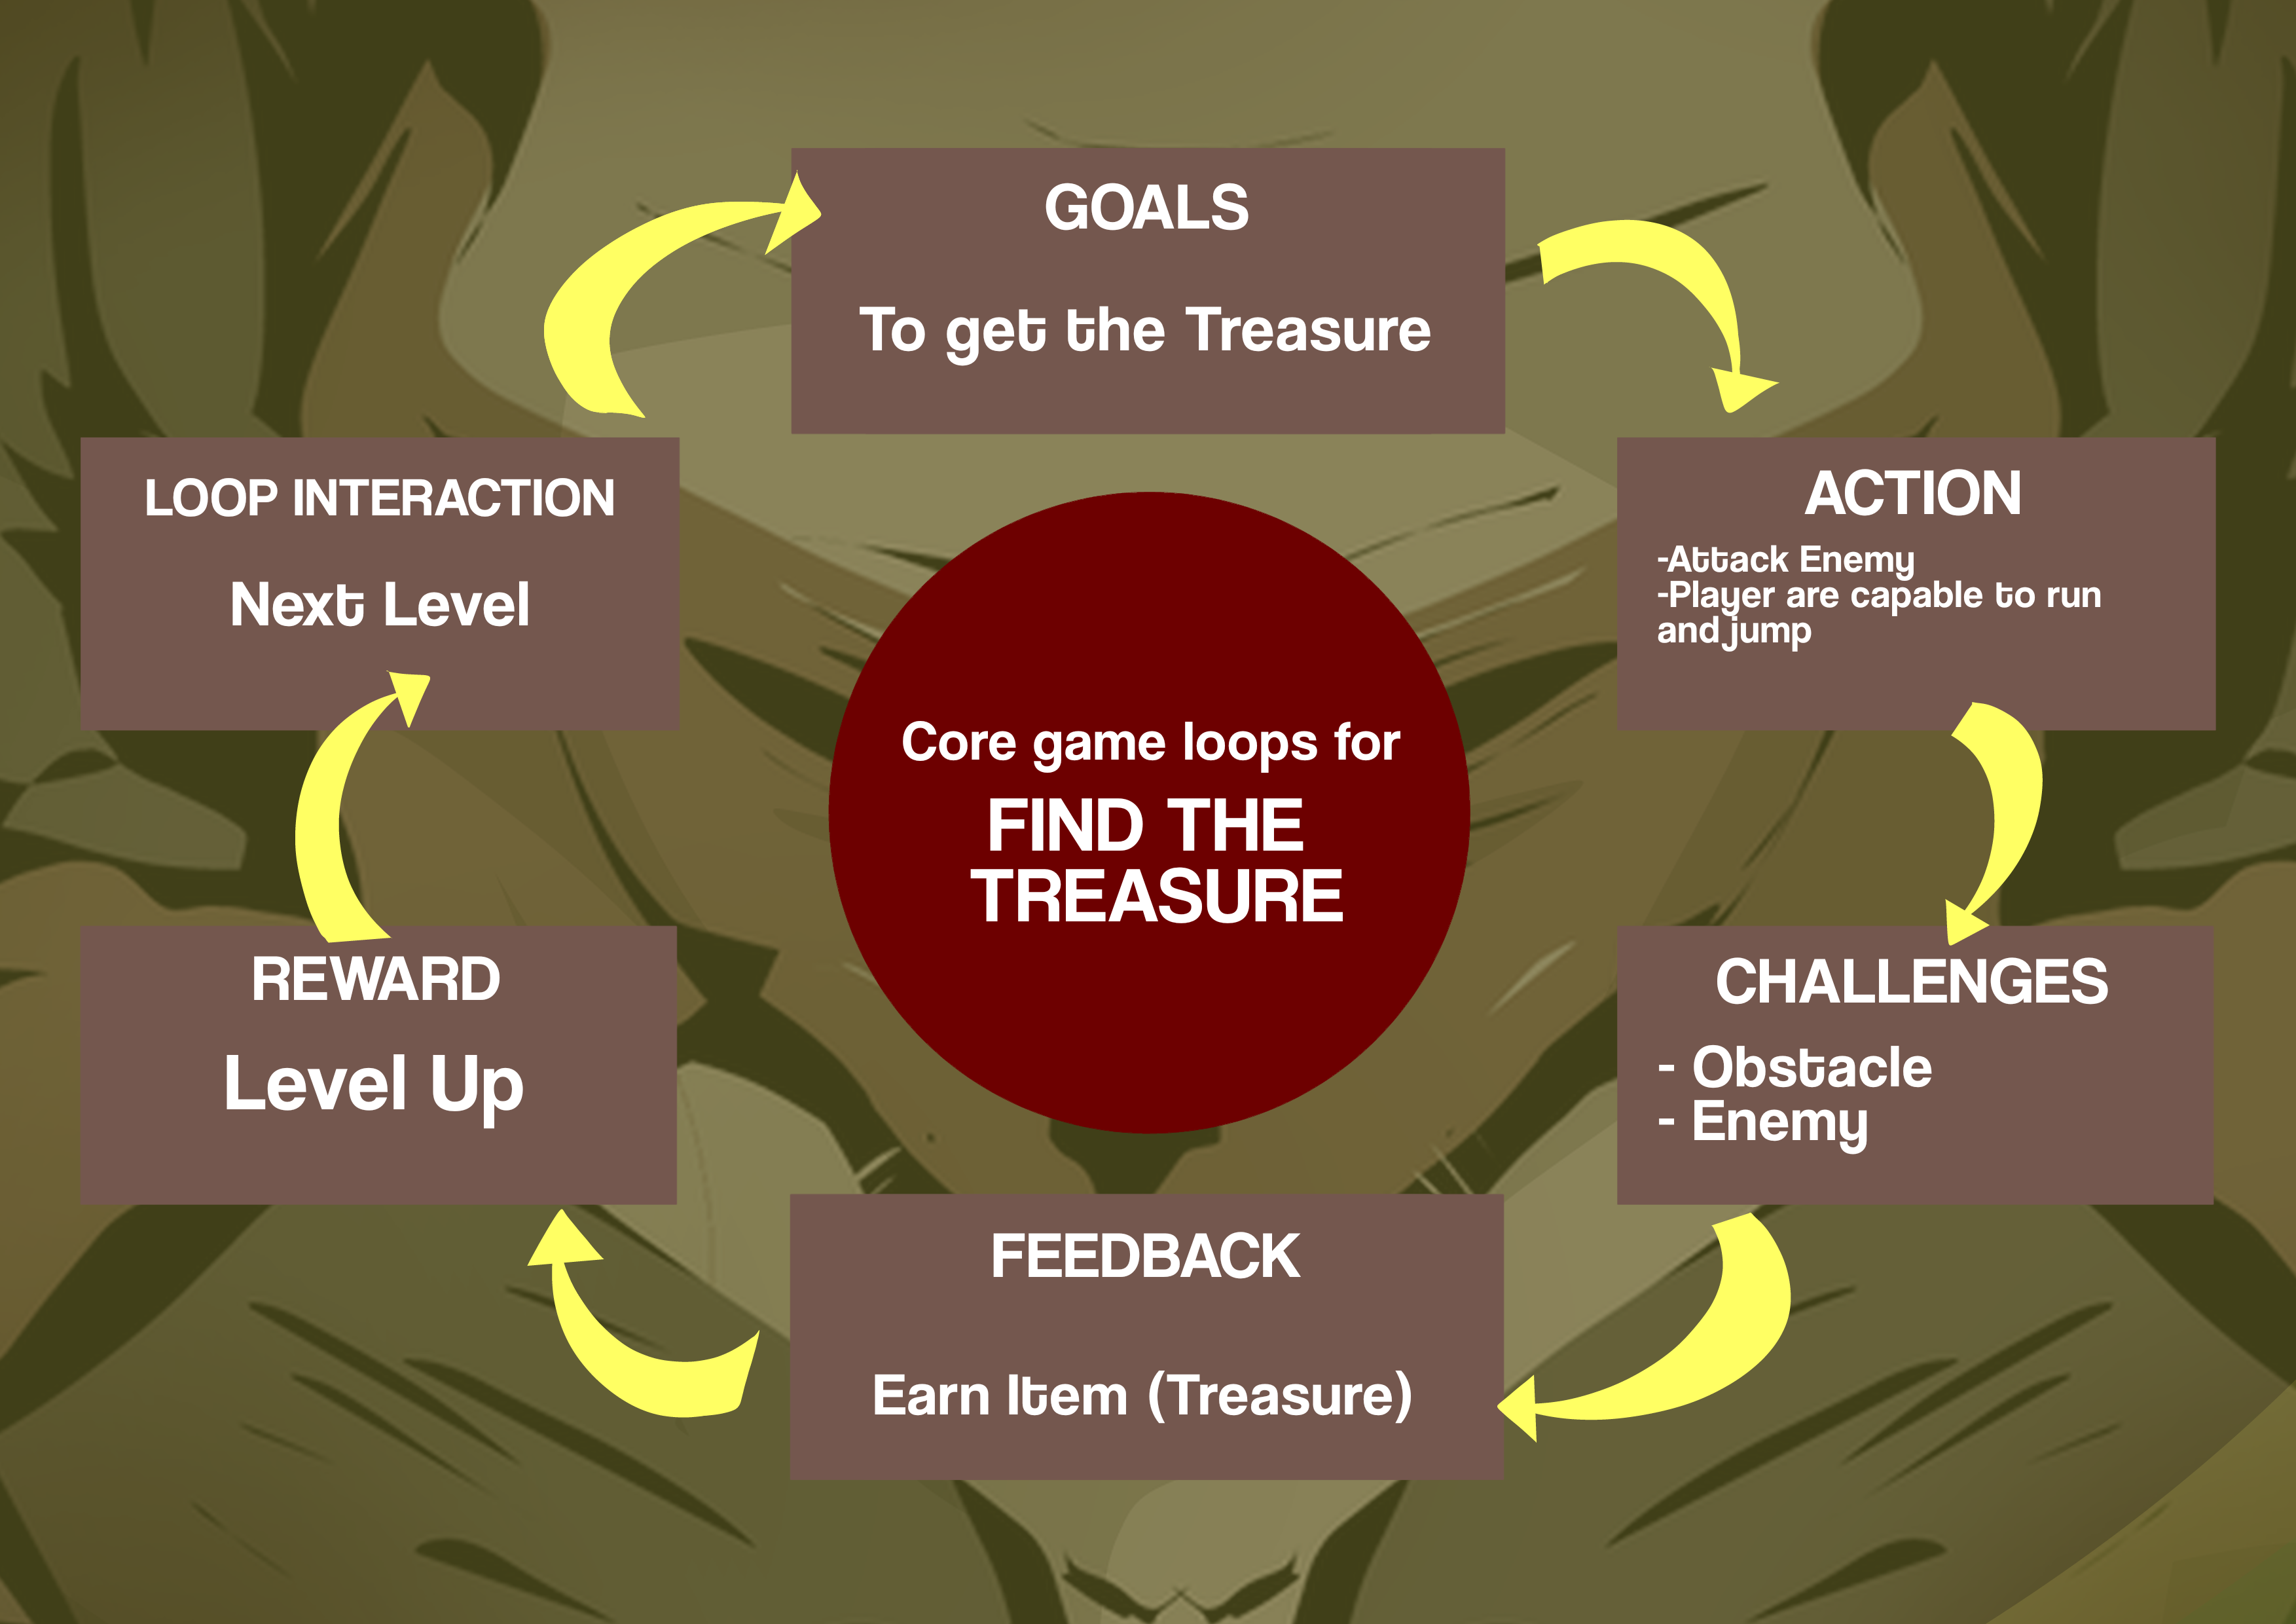 GOALS
To get the Treasure
LOOP INTERACTION
Next Level
ACTION
-Attack Enemy
-Player are capable to run
and jump
Core game loops for
FIND THE
TREASURE
REWARD
Level Up
CHALLENGES
- Obstacle
- Enemy
FEEDBACK
Earn Item (Treasure)